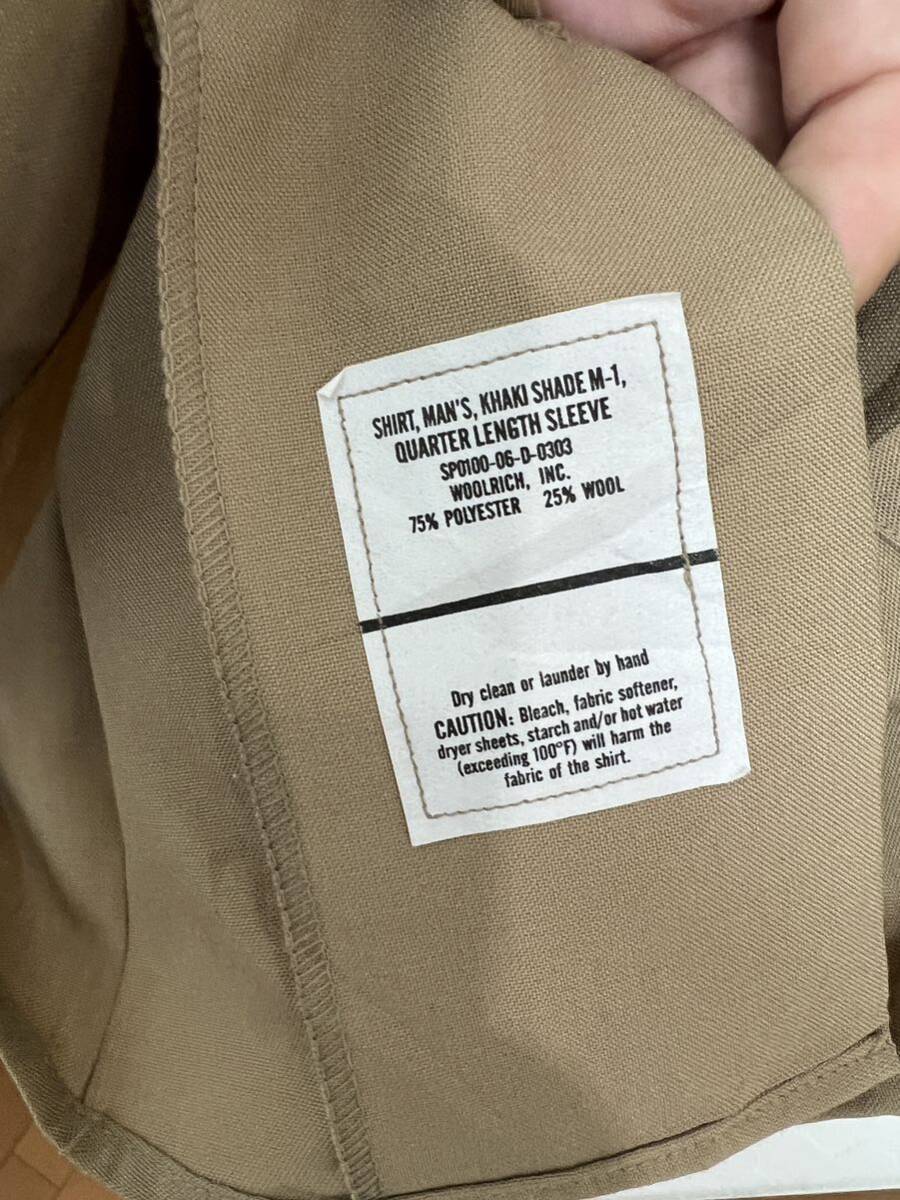 SHIRT, MAN'S, KHAKI SHADE M-1,
QUARTER LENGTH SLEEVE
SPO100-06-D-0303
WOOLRICH, INC.
75% POLYESTER 25% WOOL
Dry clean or launder by hand
CAUTION: Bleach, fabric softener,
dryer sheets, starch and/or hot water
(exceeding 100°F) will harm the
fabric of the shirt.